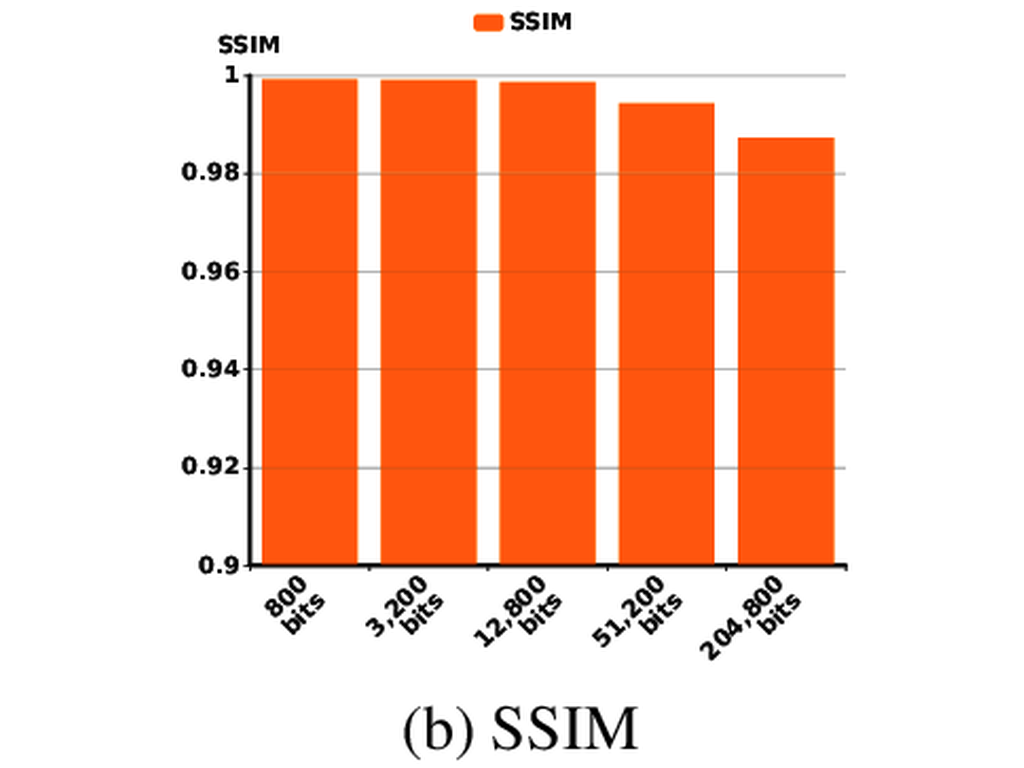 SSIM
SSIM
1
0.98
0.96
0.94
0.92
0.9
800
bits
3,200
bits
12,800
bits
51,200
bits
204,800
bits
(b) SSIM